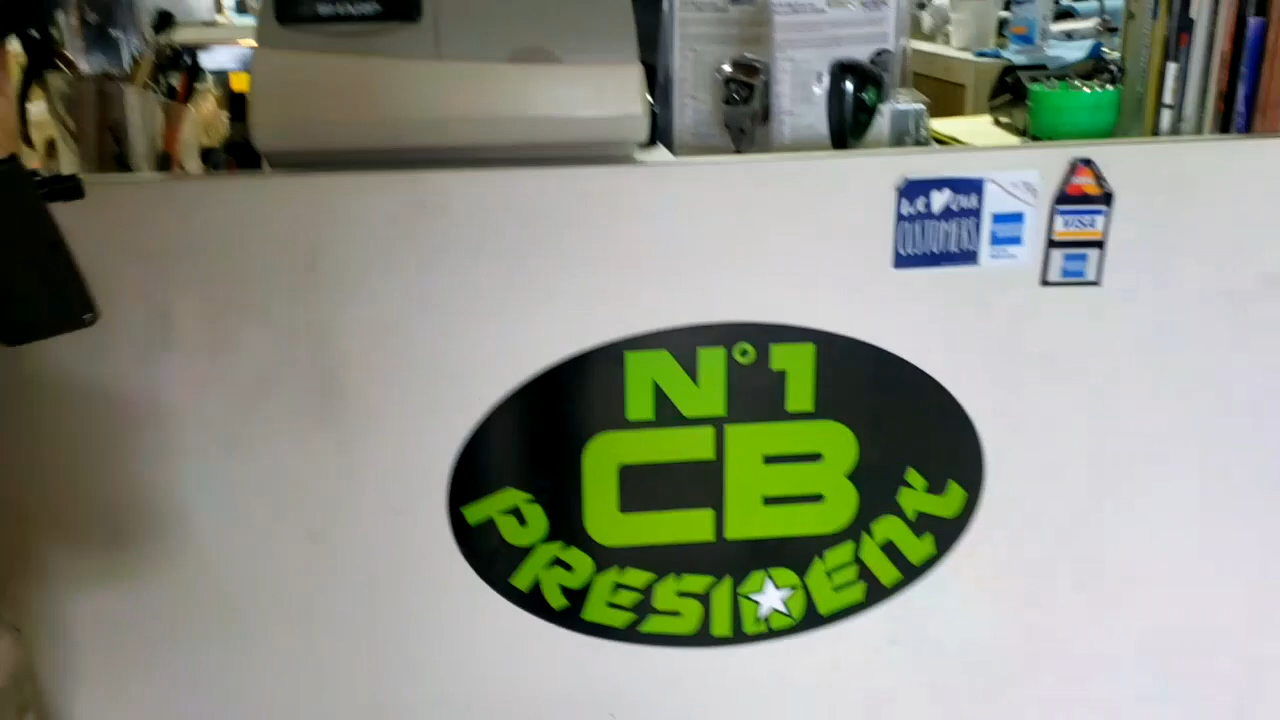 WE OUR
CUSTOMERS
VISA
N°1
CB
PRESIDENT